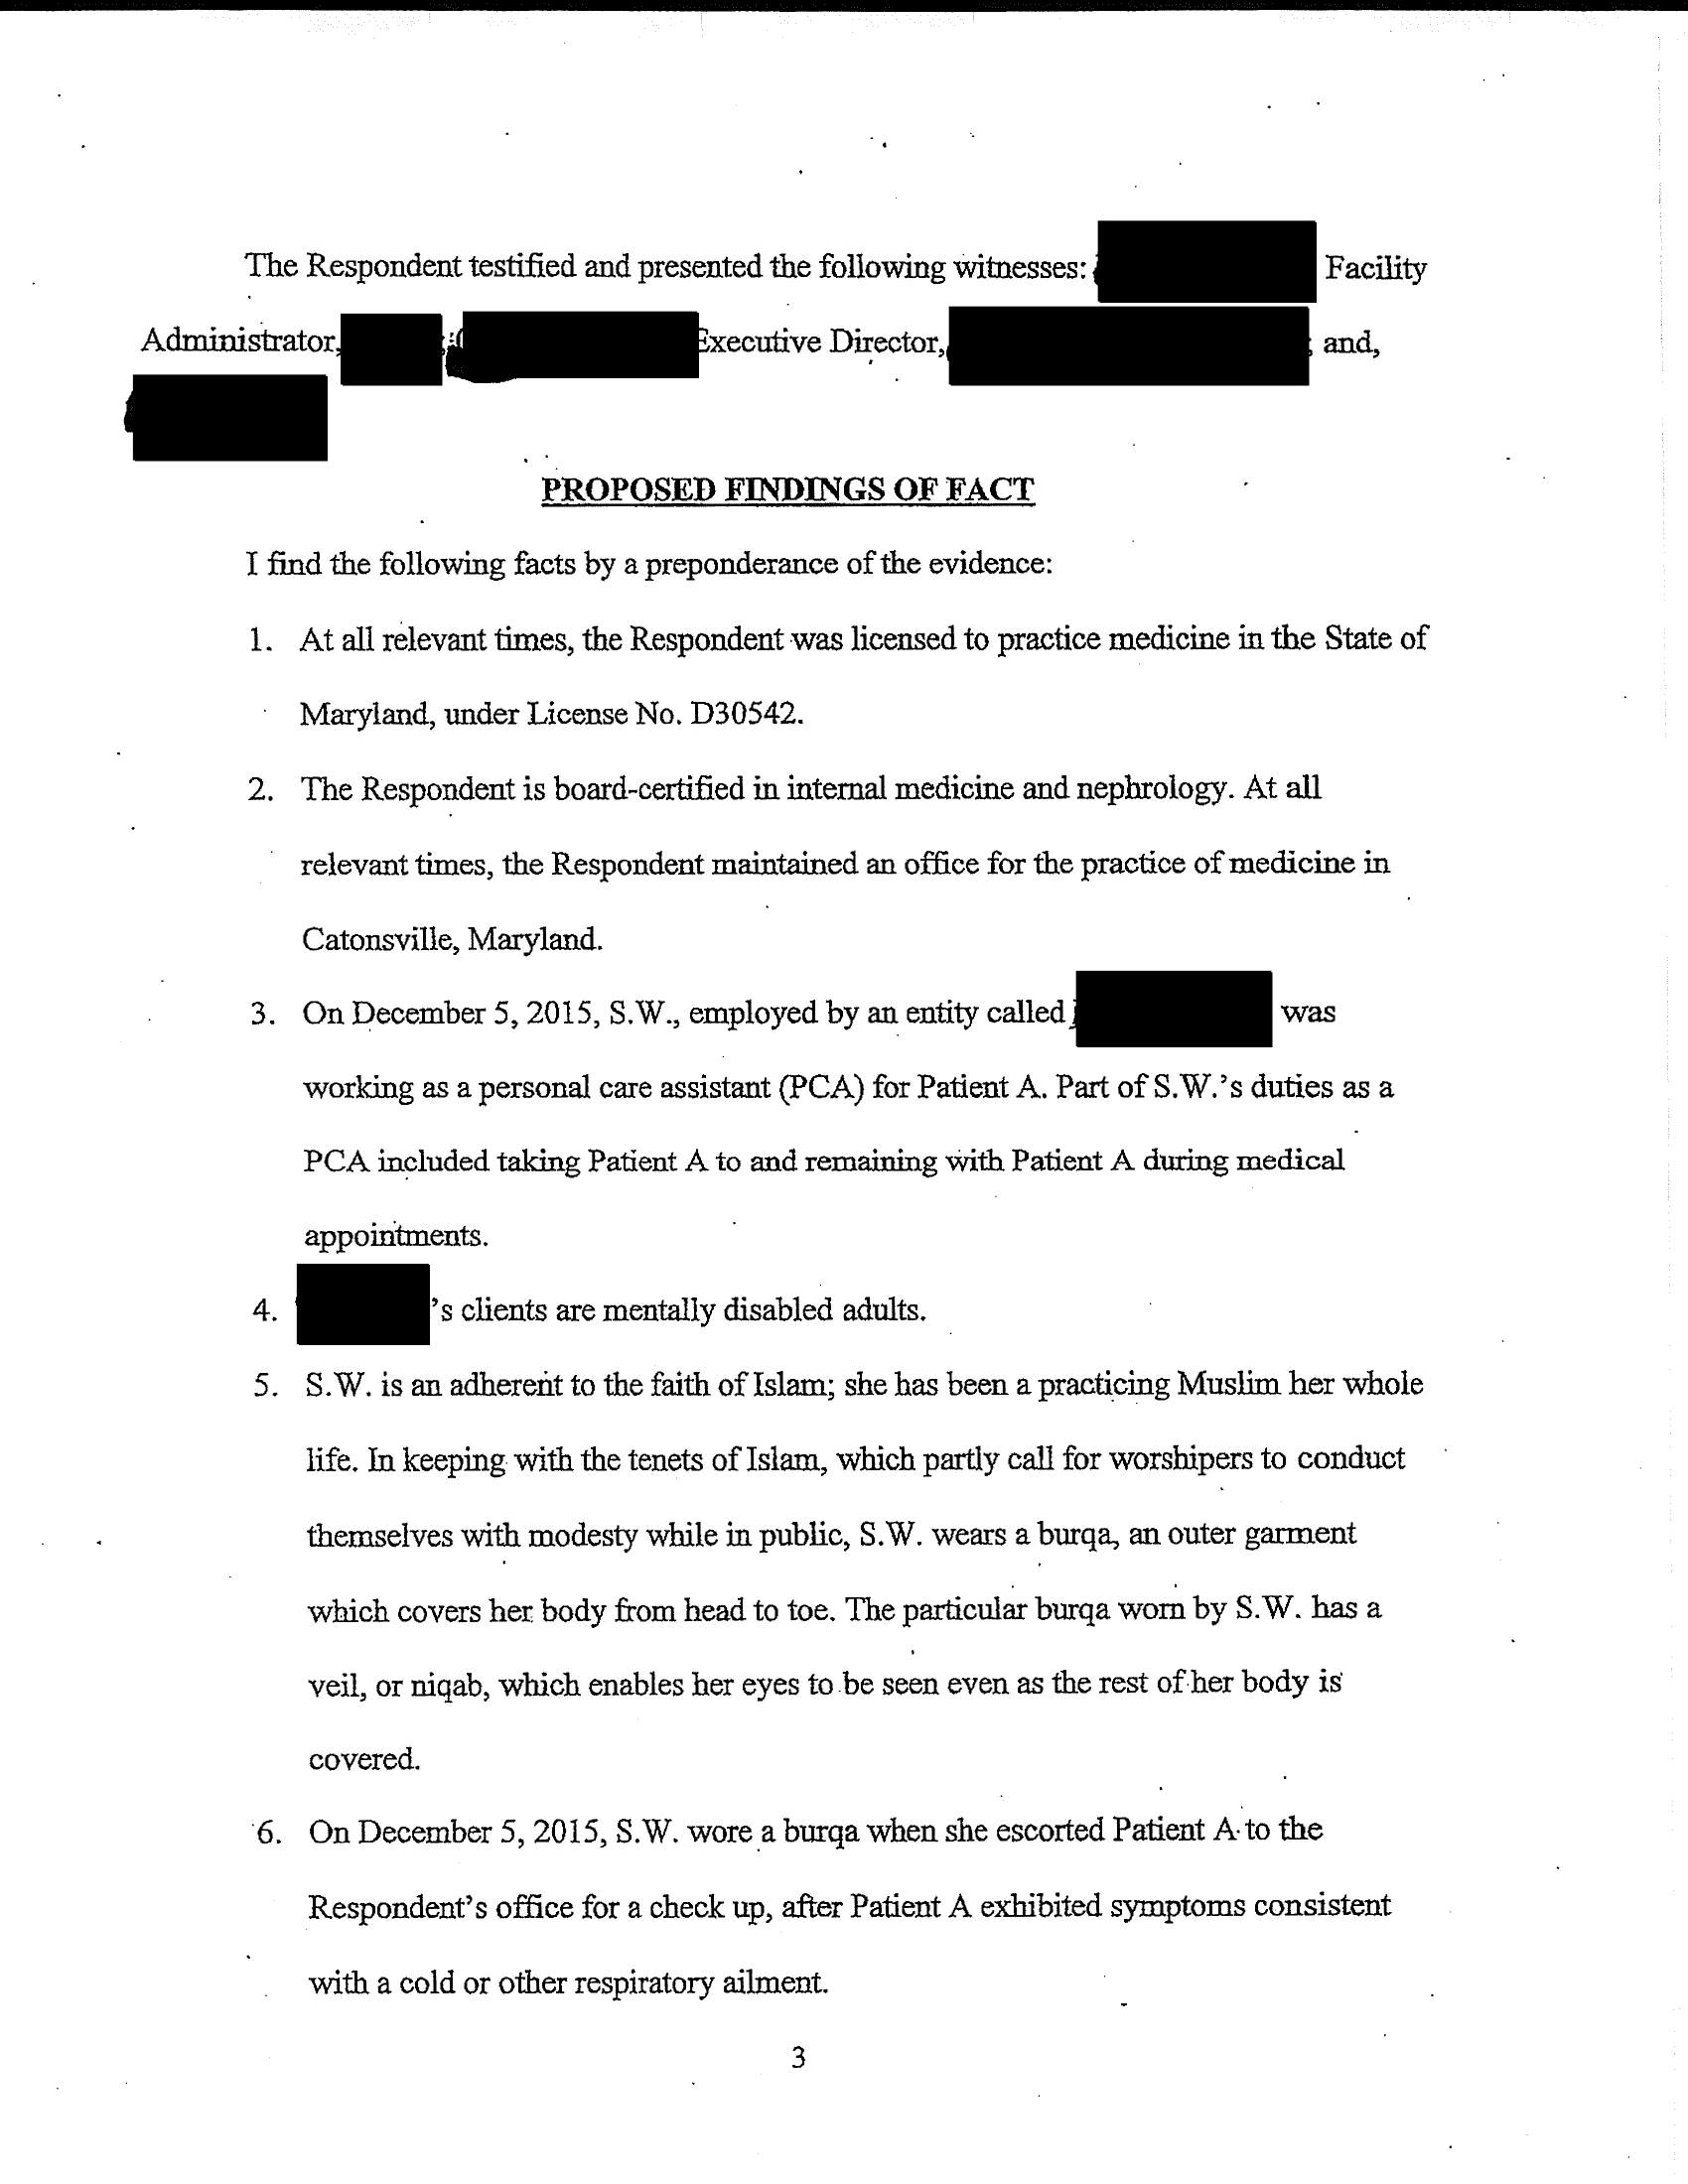 The Respondent testified and presented the following witnesses: Facility
Administrator, Executive Director, and,
PROPOSED FINDINGS OF FACT
I find the following facts by a preponderance of the evidence:
1. At all relevant times, the Respondent was licensed to practice medicine in the State of
Maryland, under License No. D30542.
2. The Respondent is board-certified in internal medicine and nephrology. At all
relevant times, the Respondent maintained an office for the practice of medicine in
Catonsville, Maryland.
3. On December 5, 2015, S.W., employed by an entity called was
working as a personal care assistant (PCA) for Patient A. Part of S.W.'s duties as a
PCA included taking Patient A to and remaining with Patient A during medical
appointments.
4. 's clients are mentally disabled adults.
5. S.W. is an adherent to the faith of Islam; she has been a practicing Muslim her whole
life. In keeping with the tenets of Islam, which partly call for worshipers to conduct
themselves with modesty while in public, S.W. wears a burqa, an outer garment
which covers her body from head to toe. The particular burqa worn by S.W. has a
veil, or niqab, which enables her eyes to be seen even as the rest of her body is
covered.
6. On December 5, 2015, S.W. wore a burqa when she escorted Patient A to the
Respondent's office for a check up, after Patient A exhibited symptoms consistent
with a cold or other respiratory ailment.
3